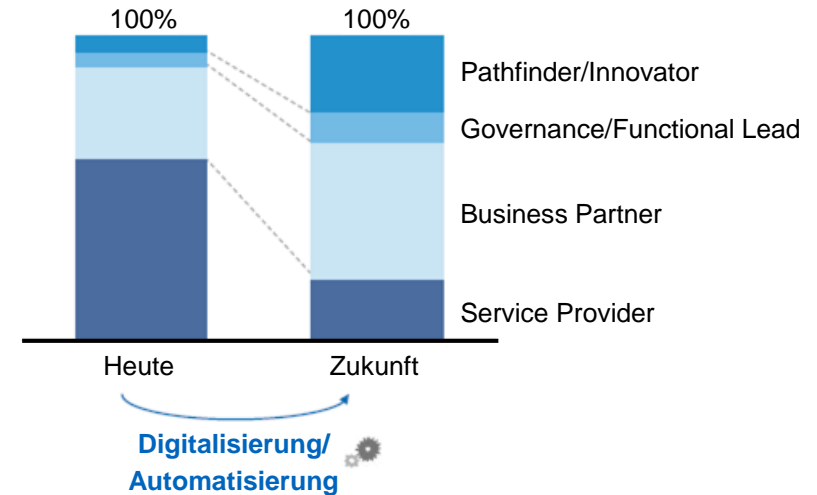 100%
100%
Pathfinder/Innovator
Governance/Functional Lead
Business Partner
Service Provider
Heute
Zukunft
Digitalisierung/
Automatisierung